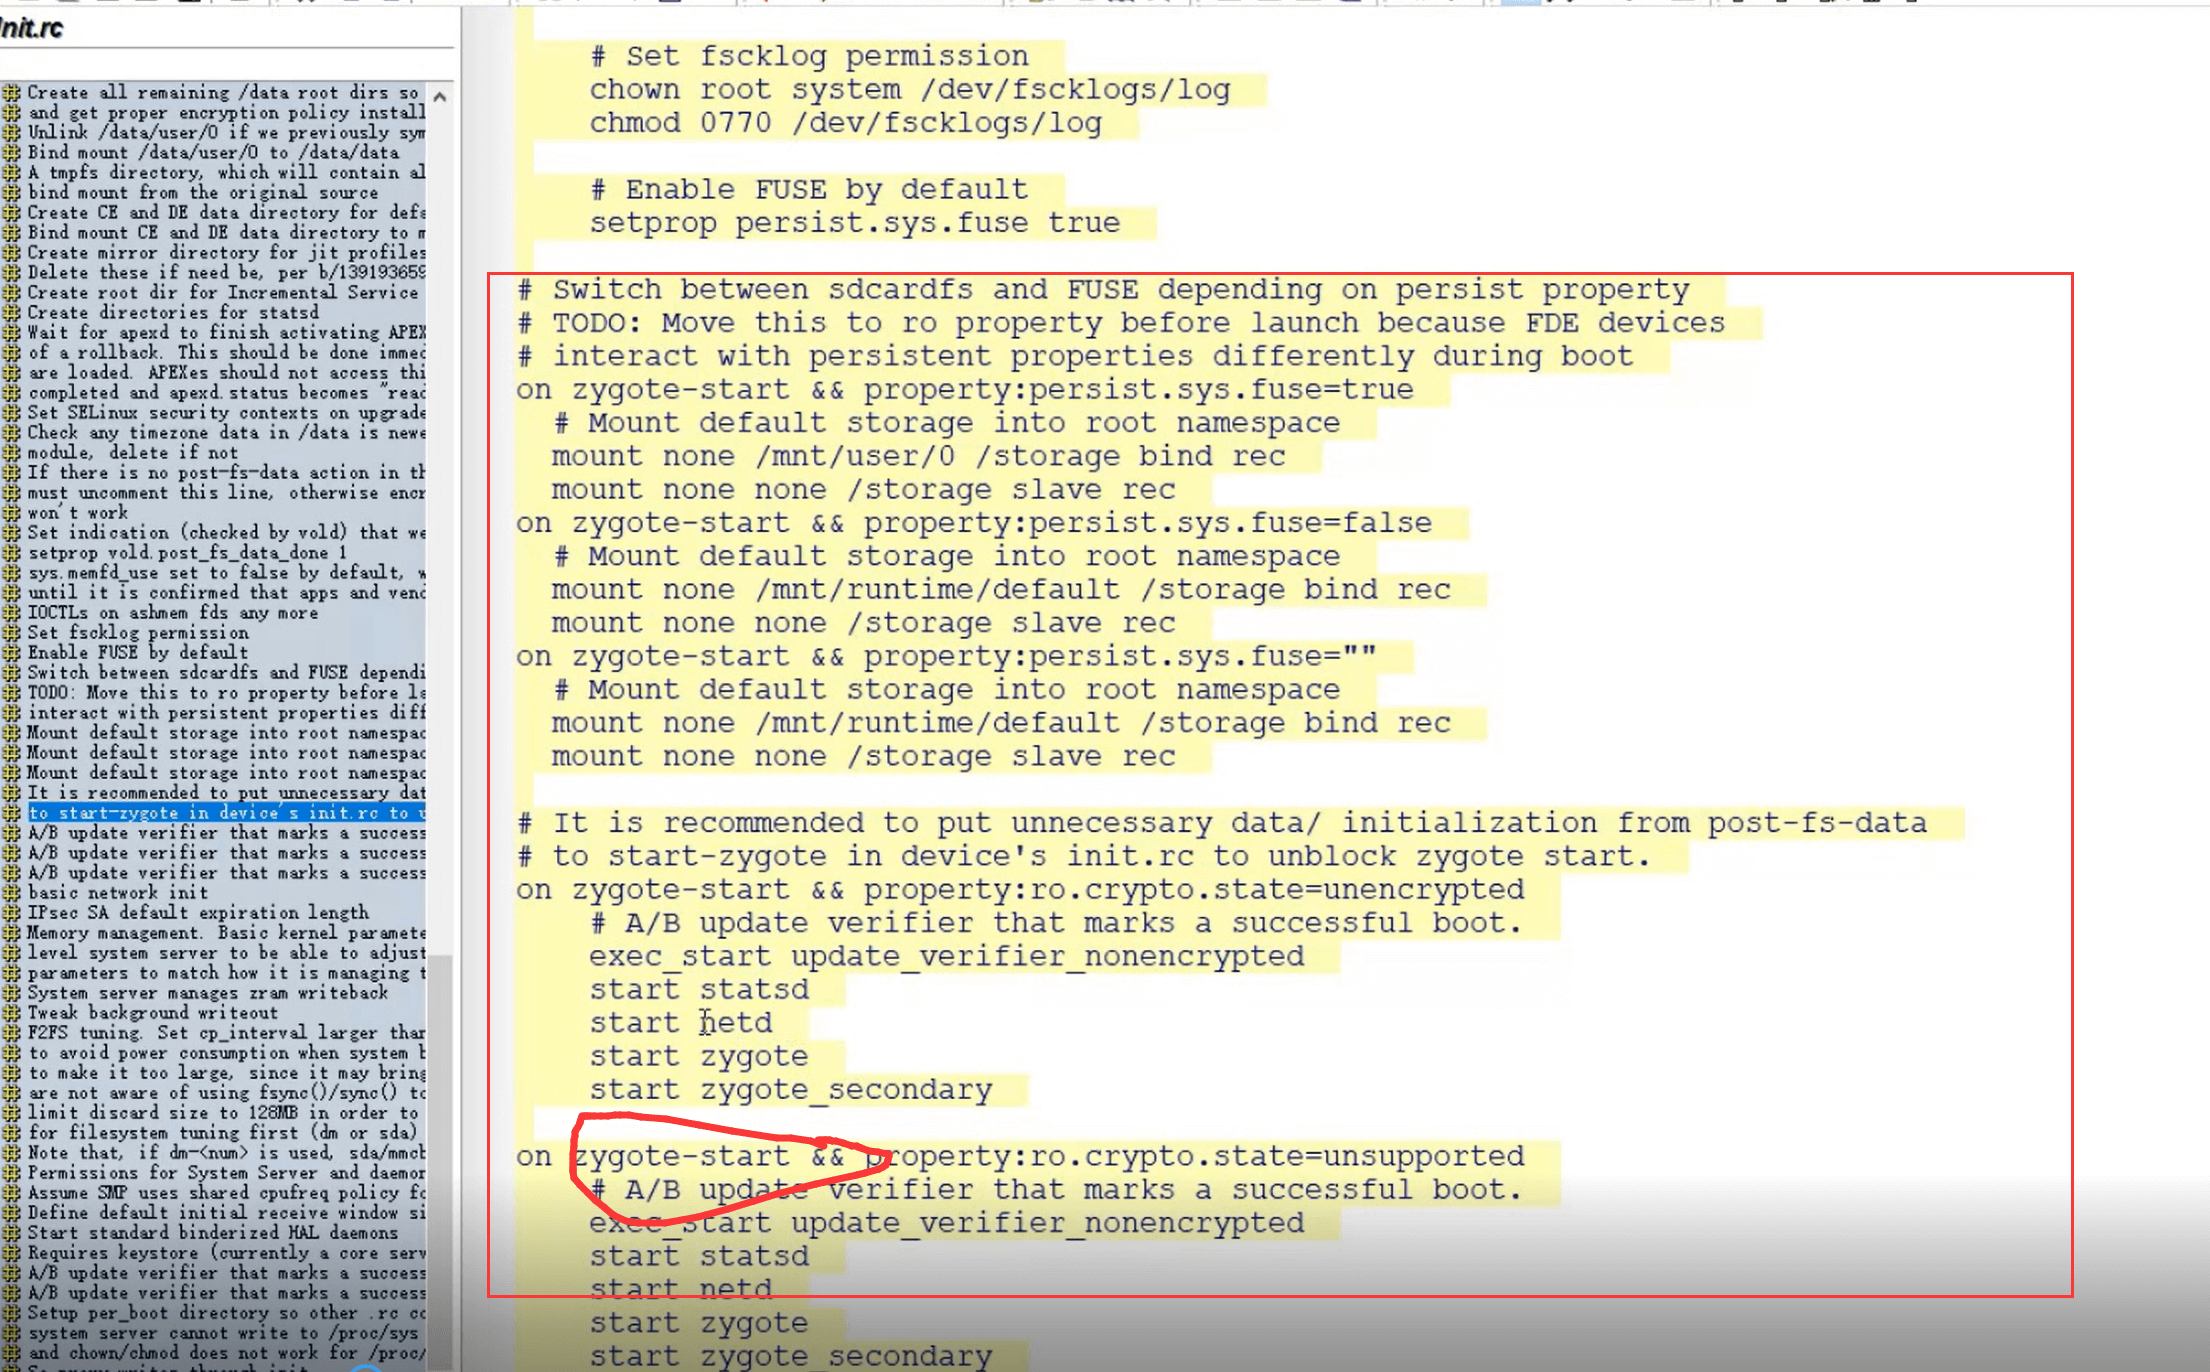 Init.rc
Create all remaining /data root dirs so
and get proper encryption policy install
Unlink /data/user/0 if we previously sym
Bind mount /data/user/0 to /data/data
A tmpfs directory, which will contain al
bind mount from the original source
Create CE and DE data directory for defa
Bind mount CE and DE data directory to m
Create mirror directory for jit profiles
Delete these if need be, per b/139193659
Create root dir for Incremental Service
Create directories for statsd
Wait for apexd to finish activating APEX
of a rollback. This should be done immed
are loaded. APEXes should not access thi
completed and apexd.status becomes "read
Set SELinux security contexts on upgrade
Check any timezone data in /data is newe
module, delete if not
If there is no post-fs-data action in th
must uncomment this line, otherwise encr
won't work
Set indication (checked by vold) that we
setprop vold.post_fs_data_done 1
sys.memfd_use set to false by default, w
until it is confirmed that apps and vend
IOCTLs on ashmem fds any more
Set fscklog permission
Enable FUSE by default
Switch between sdcardfs and FUSE dependi
TODO: Move this to ro property before la
interact with persistent properties diff
Mount default storage into root namespac
Mount default storage into root namespac
Mount default storage into root namespac
It is recommended to put unnecessary dat
to start-zygote in device's init.rc to u
A/B update verifier that marks a success
A/B update verifier that marks a success
A/B update verifier that marks a success
basic network init
IPsec SA default expiration length
Memory management. Basic kernel paramete
level system server to be able to adjust
parameters to match how it is managing t
System server manages zram writeback
Tweak background writeout
F2FS tuning. Set cp_interval larger than
to avoid power consumption when system b
to make it too large, since it may bring
are not aware of using fsync()/sync() to
limit discard size to 128MB in order to
for filesystem tuning first (dm or sda)
Note that, if dm-<num> is used, sda/mmcb
Permissions for System Server and daemon
Assume SMP uses shared cpufreq policy fo
Define default initial receive window si
Start standard binderized HAL daemons
Requires keystore (currently a core serv
A/B update verifier that marks a success
A/B update verifier that marks a success
Setup per_boot directory so other .rc co
system server cannot write to /proc/sys
and chown/chmod does not work for /proc/
# Set fscklog permission
chown root system /dev/fscklogs/log
chmod 0770 /dev/fscklogs/log
# Enable FUSE by default
setprop persist.sys.fuse true
# Switch between sdcardfs and FUSE depending on persist property
# TODO: Move this to ro property before launch because FDE devices
# interact with persistent properties differently during boot
on zygote-start && property:persist.sys.fuse=true
# Mount default storage into root namespace
mount none /mnt/user/0 /storage bind rec
mount none none /storage slave rec
on zygote-start && property:persist.sys.fuse=false
# Mount default storage into root namespace
mount none /mnt/runtime/default /storage bind rec
mount none none /storage slave rec
on zygote-start && property:persist.sys.fuse=""
# Mount default storage into root namespace
mount none /mnt/runtime/default /storage bind rec
mount none none /storage slave rec
# It is recommended to put unnecessary data/ initialization from post-fs-data
# to start-zygote in device's init.rc to unblock zygote start.
on zygote-start && property:ro.crypto.state=unencrypted
# A/B update verifier that marks a successful boot.
exec_start update_verifier_nonencrypted
start statsd
start netd
start zygote
start zygote_secondary
on zygote-start && property:ro.crypto.state=unsupported
# A/B update verifier that marks a successful boot.
exec_start update_verifier_nonencrypted
start statsd
start netd
start zygote
start zygote_secondary